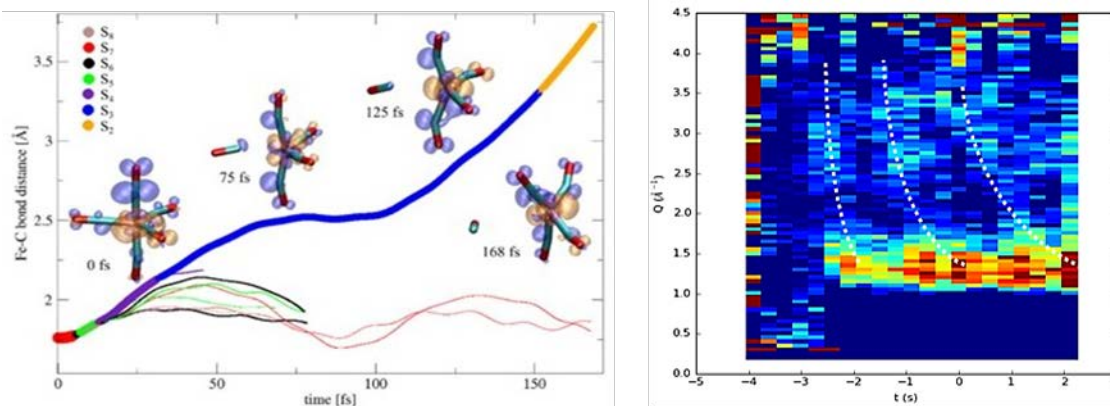 S8
S7
S6
S5
S4
S3
S2
0 fs
75 fs
125 fs
168 fs
Fe-C bond distance [Å]
3.5
3
2.5
2
0
50
100
150
time [fs]
4.5
4.0
3.5
3.0
2.5
2.0
1.5
1.0
0.5
0.0
Q (Å⁻¹)
−5
−4
−3
−2
−1
0
1
2
t (s)